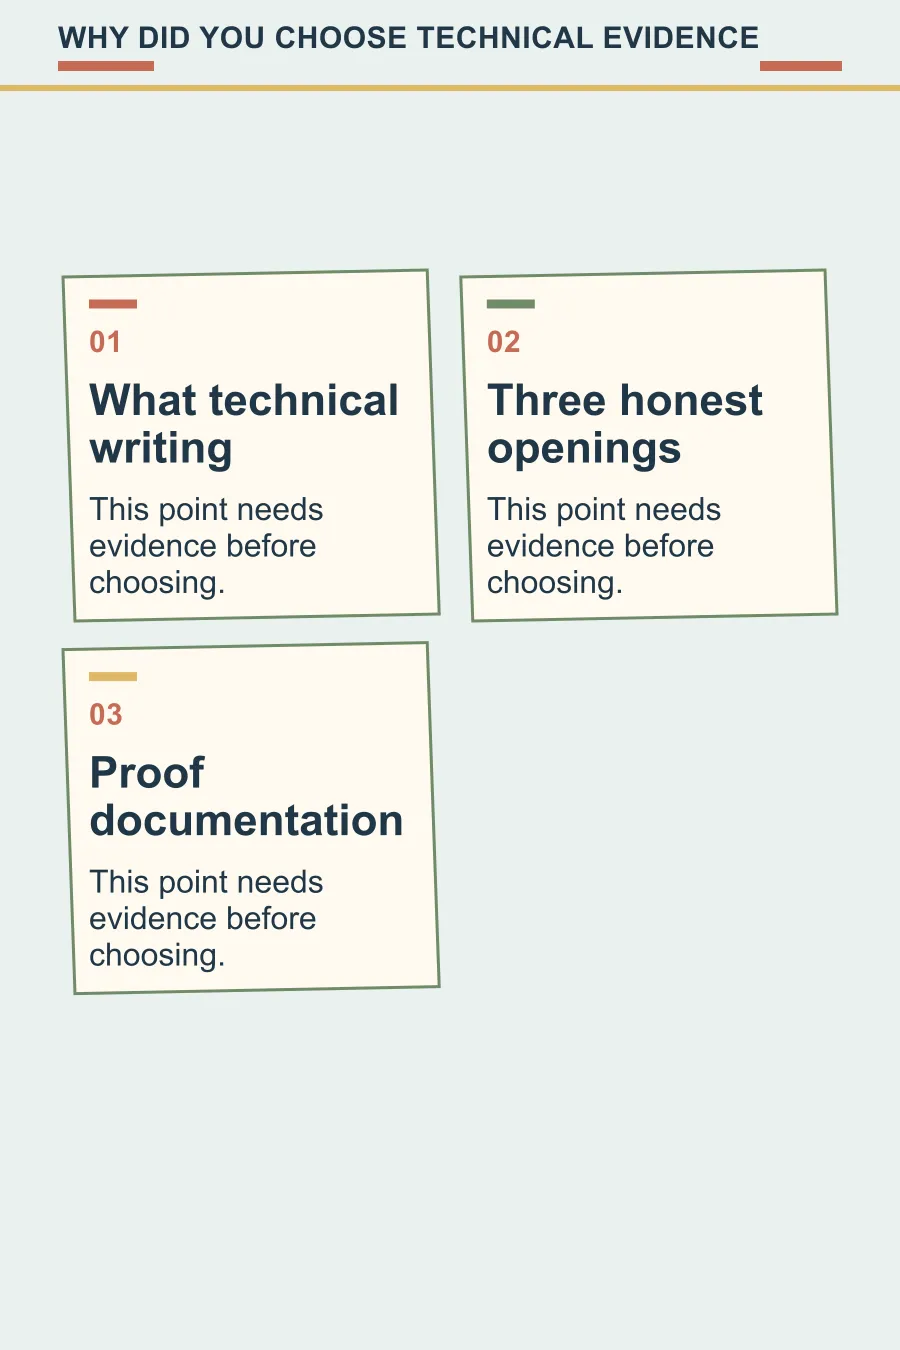 WHY DID YOU CHOOSE TECHNICAL EVIDENCE
01
What technical
writing
This point needs
evidence before
choosing.
02
Three honest
openings
This point needs
evidence before
choosing.
03
Proof
documentation
This point needs
evidence before
choosing.